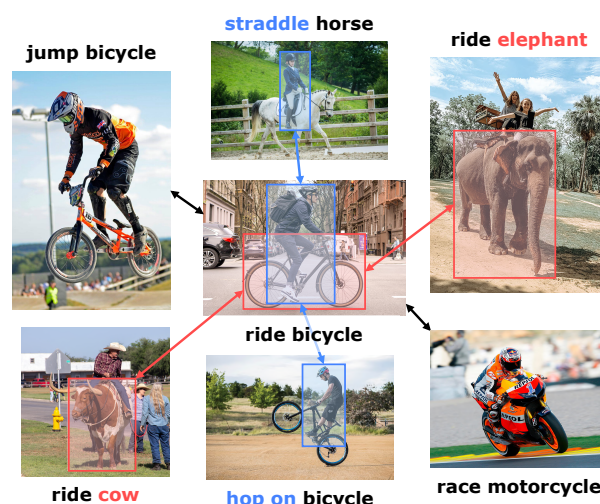 straddle horse
jump bicycle
ride elephant
ride bicycle
ride cow
hop on bicycle
race motorcycle